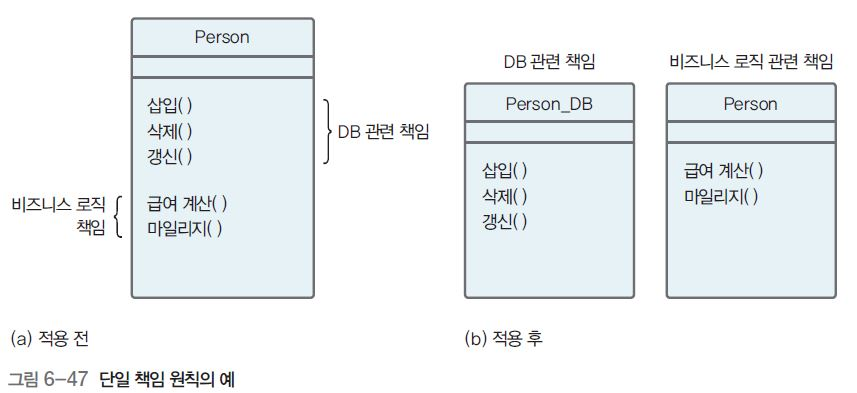 Person
삽입( )
삭제( )
갱신( )
DB 관련 책임
급여 계산( )
마일리지( )
비즈니스 로직
책임
(a) 적용 전
DB 관련 책임
Person_DB
삽입( )
삭제( )
갱신( )
비즈니스 로직 관련 책임
Person
급여 계산( )
마일리지( )
(b) 적용 후
그림 6-47 단일 책임 원칙의 예